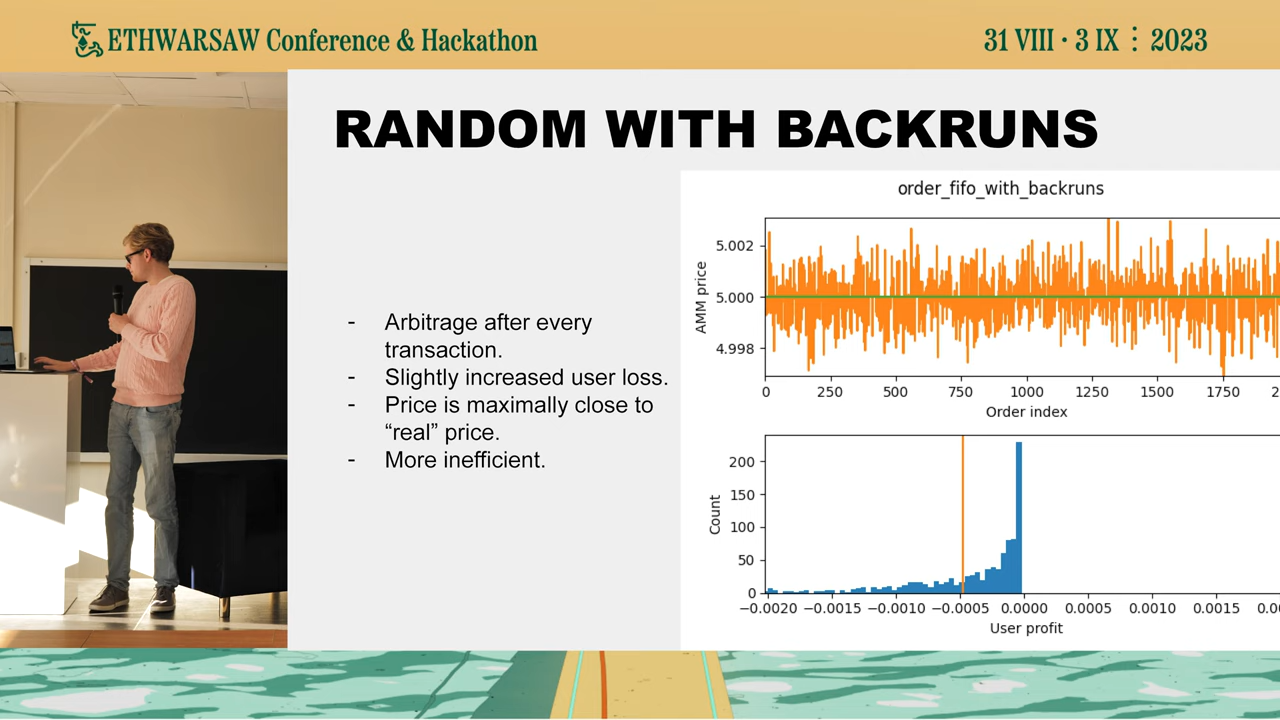 ETHWARSAW Conference & Hackathon
31 VIII · 3 IX ⋮ 2023
RANDOM WITH BACKRUNS
- Arbitrage after every
transaction.
- Slightly increased user loss.
- Price is maximally close to
“real” price.
- More inefficient.
order_fifo_with_backruns
AMM price
5.002
5.000
4.998
0 250 500 750 1000 1250 1500 1750
Order index
Count
200
150
100
50
0
−0.0020 −0.0015 −0.0010 −0.0005 0.0000 0.0005 0.0010 0.0015
User profit